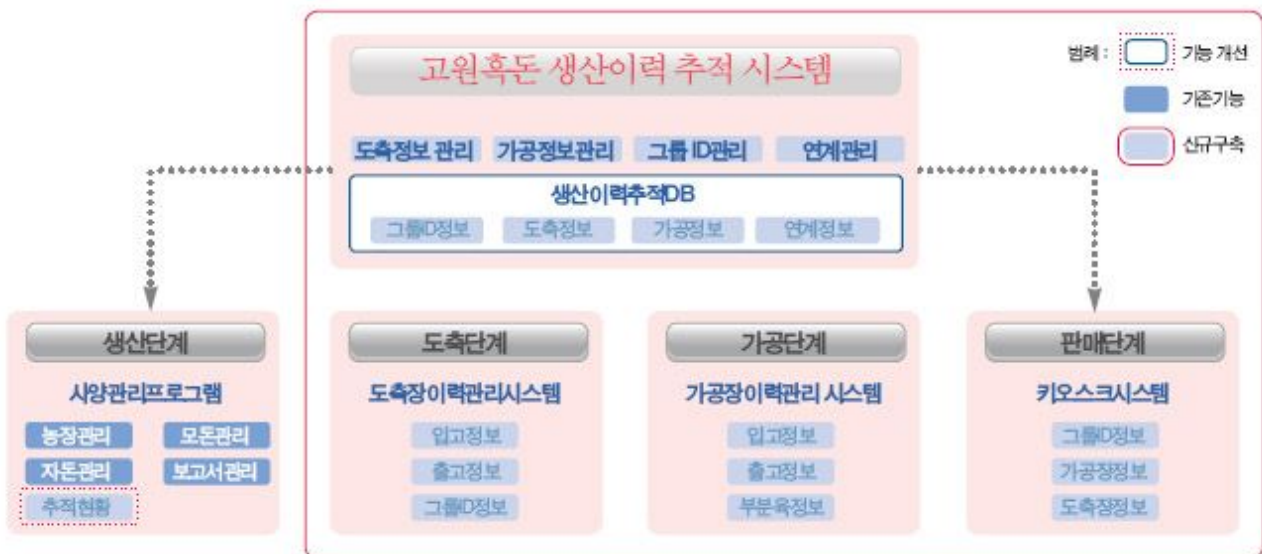 고원흑돈 생산이력 추적 시스템
범례 : 기능 개선
기존기능
신규구축
도축정보 관리 가공정보관리 그룹 ID관리 연계관리
생산이력추적DB
그룹ID정보 도축정보 가공정보 연계정보
생산단계 도축단계 가공단계 판매단계
사양관리프로그램 도축장이력관리시스템 가공장이력관리 시스템 키오스크시스템
농장관리 모돈관리 입고정보 입고정보 그룹ID정보
자돈관리 보고서관리 출고정보 출고정보 가공장정보
추적현황 그룹ID정보 부분육정보 도축장정보